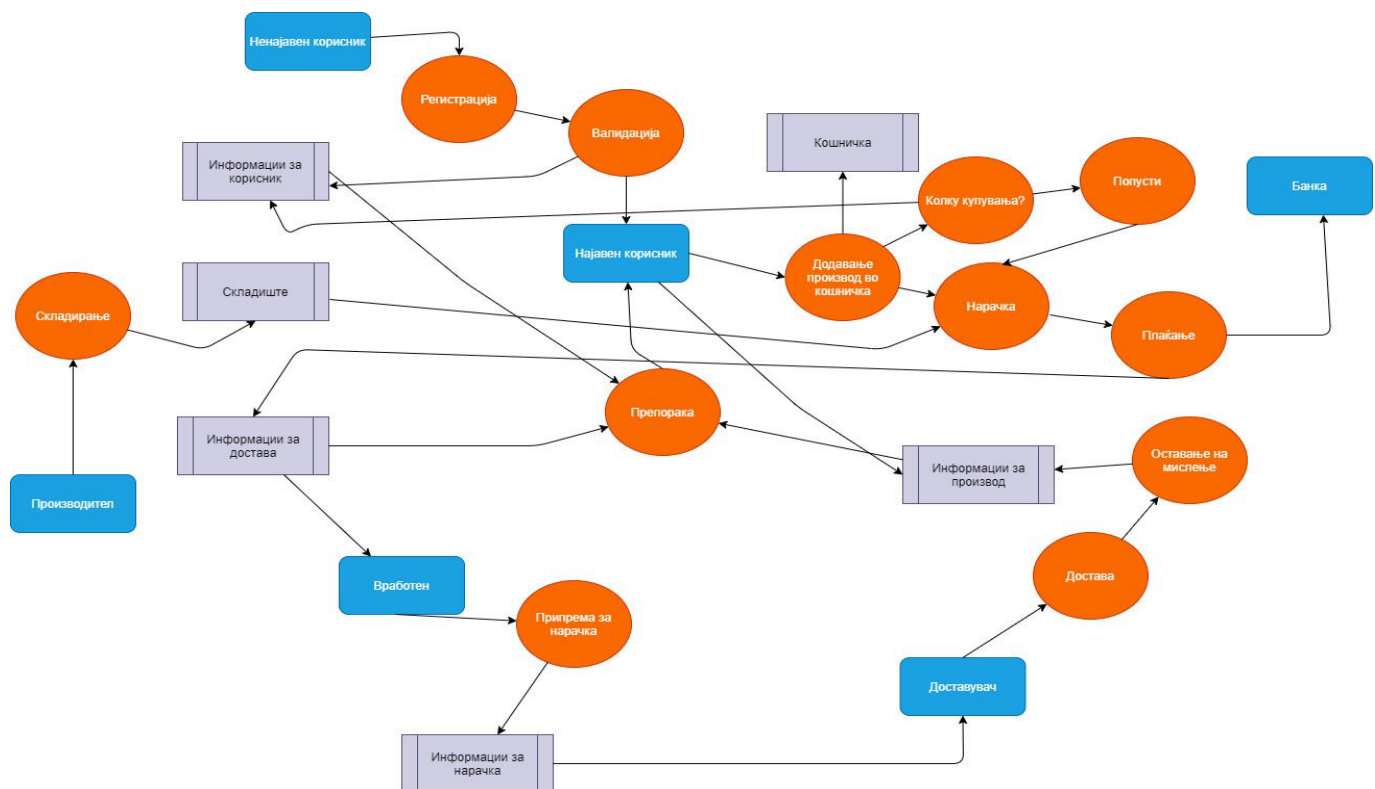 Ненајавен корисник
Регистрација
Валидација
Информации за
корисник
Кошничка
Колку купувања?
Попусти
Банка
Најавен корисник
Додавање
производ во
кошничка
Складирање
Складиште
Нарачка
Плаќање
Препорака
Информации за
достава
Информации за
производ
Оставање на
мислење
Производител
Вработен
Достава
Припрема за
нарачка
Доставувач
Информации за
нарачка